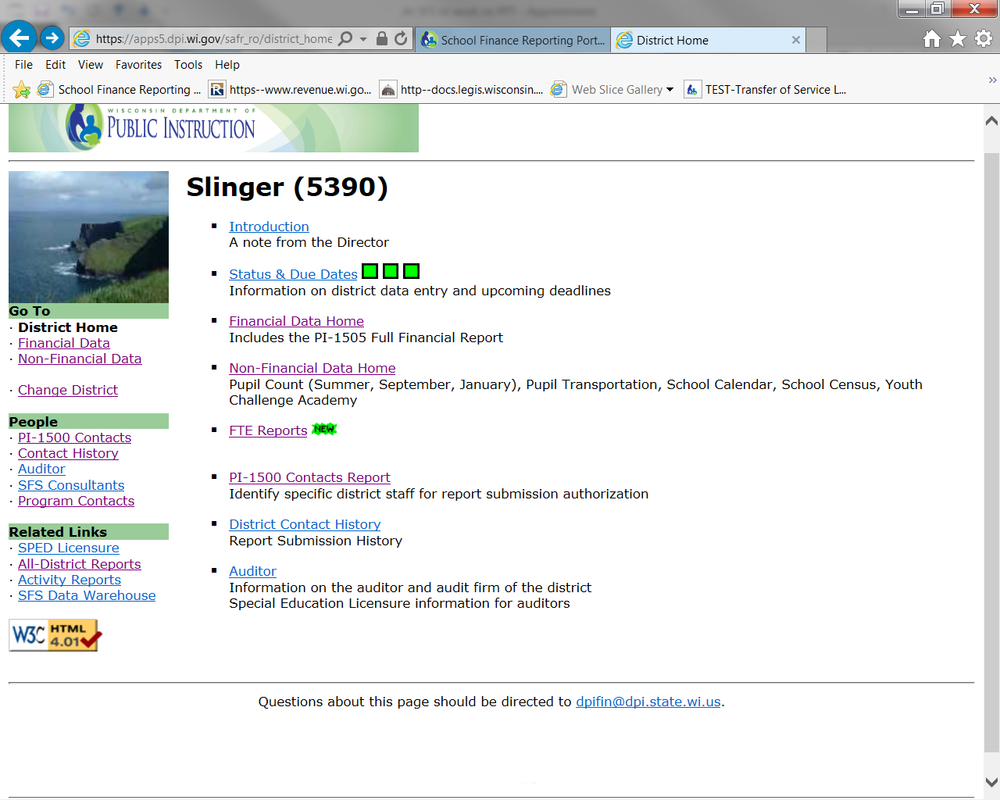 https://apps5.dpi.wi.gov/safr_ro/district_home
School Finance Reporting Port...
District Home
File Edit View Favorites Tools Help
School Finance Reporting ...
https--www.revenue.wi.go...
http--docs.legis.wisconsin....
Web Slice Gallery
TEST-Transfer of Service L...
WISCONSIN DEPARTMENT OF
PUBLIC INSTRUCTION
Go To
· District Home
· Financial Data
· Non-Financial Data
· Change District
People
· PI-1500 Contacts
· Contact History
· Auditor
· SFS Consultants
· Program Contacts
Related Links
· SPED Licensure
· All-District Reports
· Activity Reports
· SFS Data Warehouse
W3C HTML 4.01
Slinger (5390)
Introduction
A note from the Director
Status & Due Dates
Information on district data entry and upcoming deadlines
Financial Data Home
Includes the PI-1505 Full Financial Report
Non-Financial Data Home
Pupil Count (Summer, September, January), Pupil Transportation, School Calendar, School Census, Youth
Challenge Academy
FTE Reports NEW
PI-1500 Contacts Report
Identify specific district staff for report submission authorization
District Contact History
Report Submission History
Auditor
Information on the auditor and audit firm of the district
Special Education Licensure information for auditors
Questions about this page should be directed to dpifin@dpi.state.wi.us.